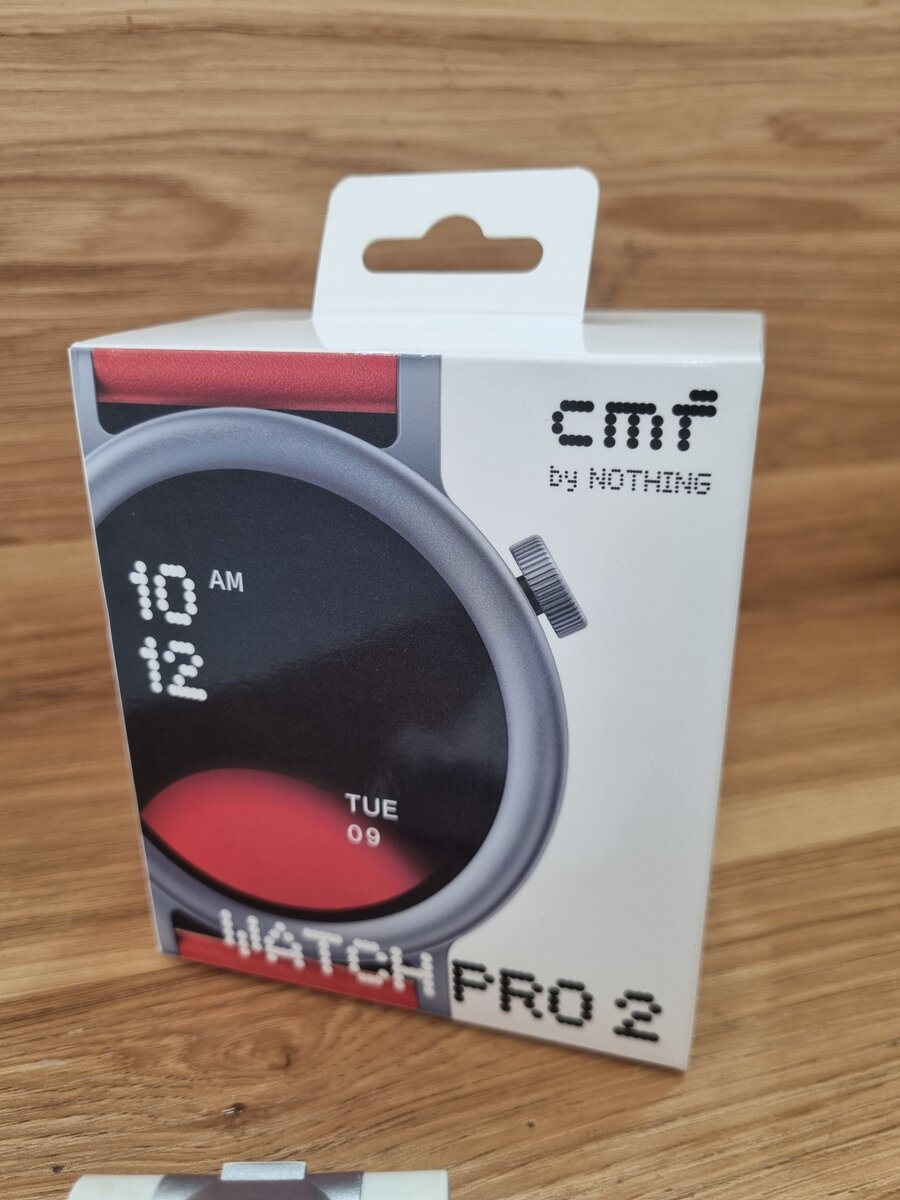 cmf
by NOTHING
10 AM
12
TUE
09
WATCH PRO 2